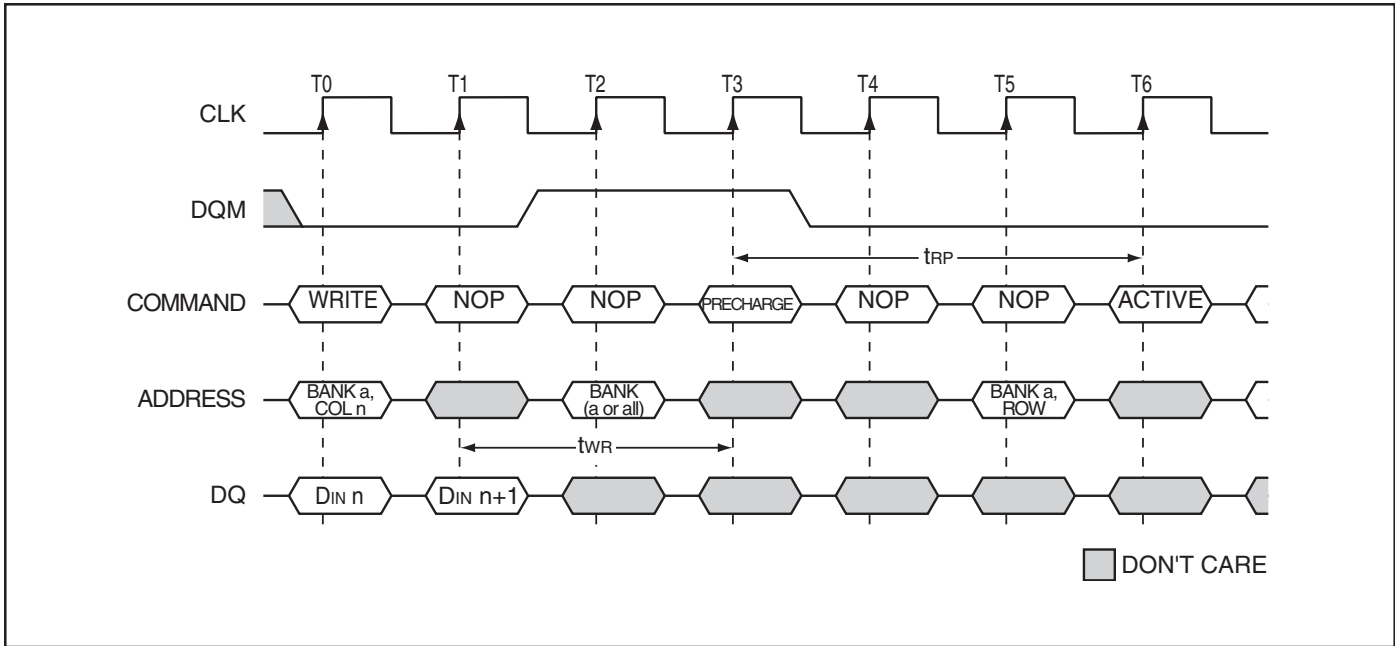 T0 T1 T2 T3 T4 T5 T6
CLK
DQM
tRP
COMMAND WRITE NOP NOP PRECHARGE NOP NOP ACTIVE
ADDRESS BANK a, COL n BANK (a or all) BANK a, ROW
tWR
DQ DIN n DIN n+1
DON'T CARE